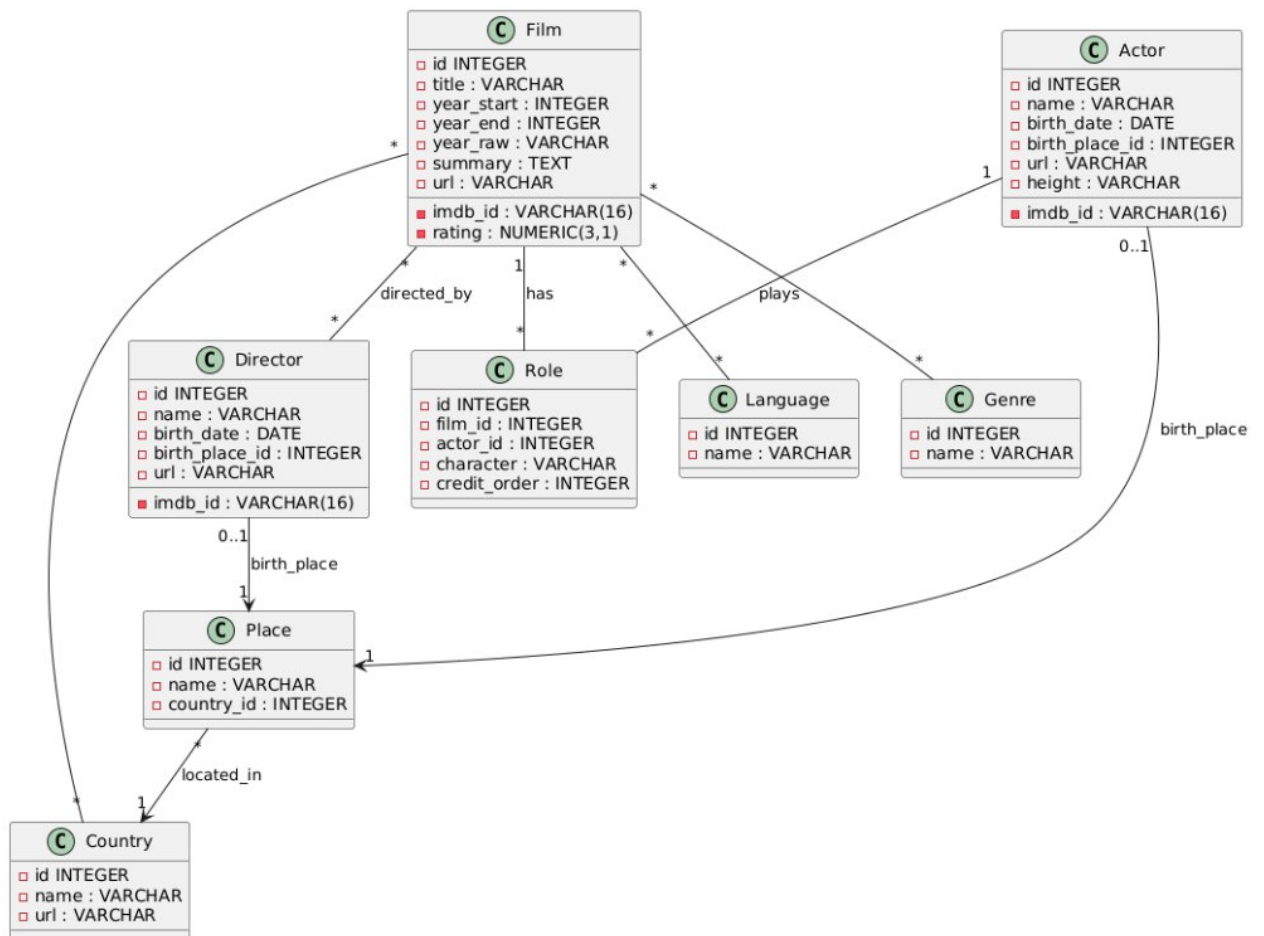 C Film
id INTEGER
title : VARCHAR
year_start : INTEGER
year_end : INTEGER
year_raw : VARCHAR
summary : TEXT
url : VARCHAR
imdb_id : VARCHAR(16)
rating : NUMERIC(3,1)
C Actor
id INTEGER
name : VARCHAR
birth_date : DATE
birth_place_id : INTEGER
url : VARCHAR
height : VARCHAR
imdb_id : VARCHAR(16)
*
*
1
*
1
*
0..1
directed_by
has
plays
*
*
*
*
*
C Director
id INTEGER
name : VARCHAR
birth_date : DATE
birth_place_id : INTEGER
url : VARCHAR
imdb_id : VARCHAR(16)
C Role
id INTEGER
film_id : INTEGER
actor_id : INTEGER
character : VARCHAR
credit_order : INTEGER
C Language
id INTEGER
name : VARCHAR
C Genre
id INTEGER
name : VARCHAR
birth_place
0..1
birth_place
1
1
C Place
id INTEGER
name : VARCHAR
country_id : INTEGER
*
located_in
1
*
C Country
id INTEGER
name : VARCHAR
url : VARCHAR